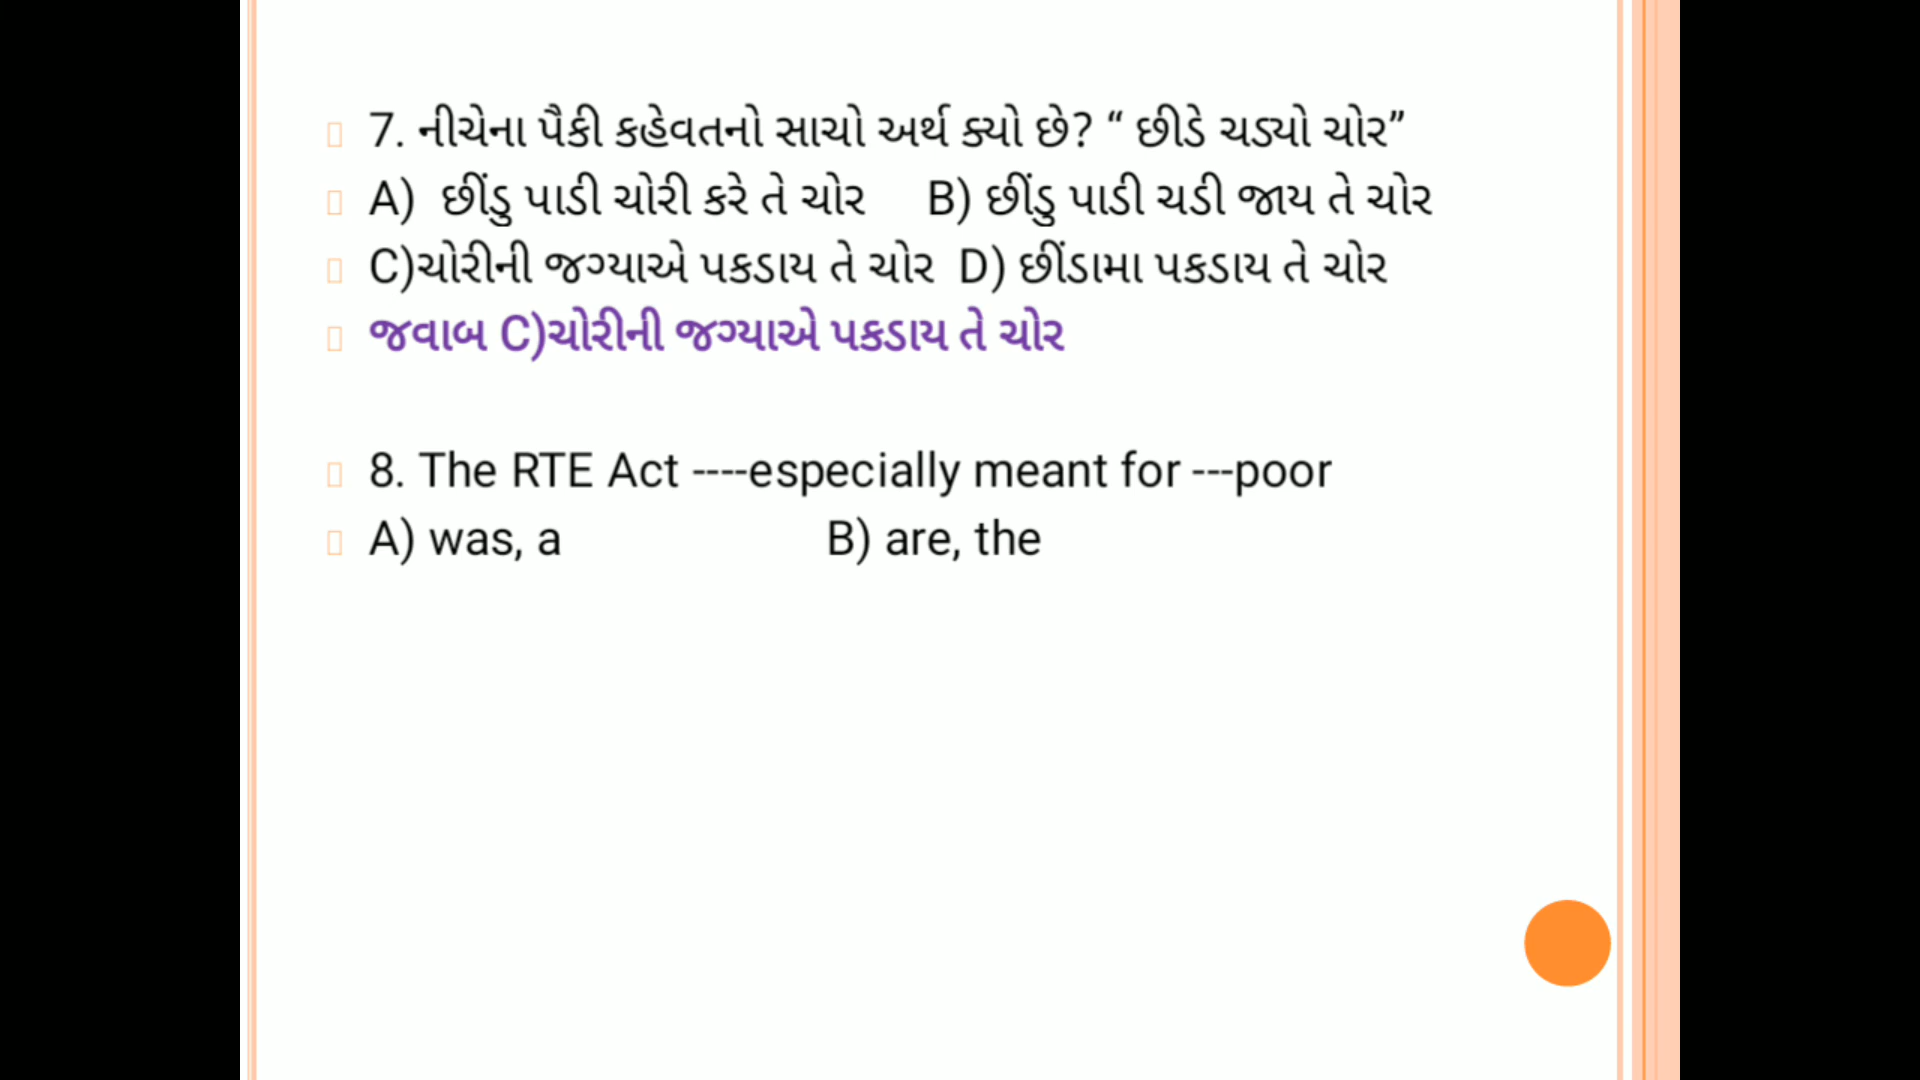 7. નીચેના પૈકી કહેવતનો સાચો અર્થ ક્યો છે? “ છીડે ચડ્યો ચોર”
A) છીંડુ પાડી ચોરી કરે તે ચોર B) છીંડુ પાડી ચડી જાય તે ચોર
C)ચોરીની જગ્યાએ પકડાય તે ચોર D) છીંડામા પકડાય તે ચોર
જવાબ C)ચોરીની જગ્યાએ પકડાય તે ચોર
8. The RTE Act ----especially meant for ---poor
A) was, a B) are, the